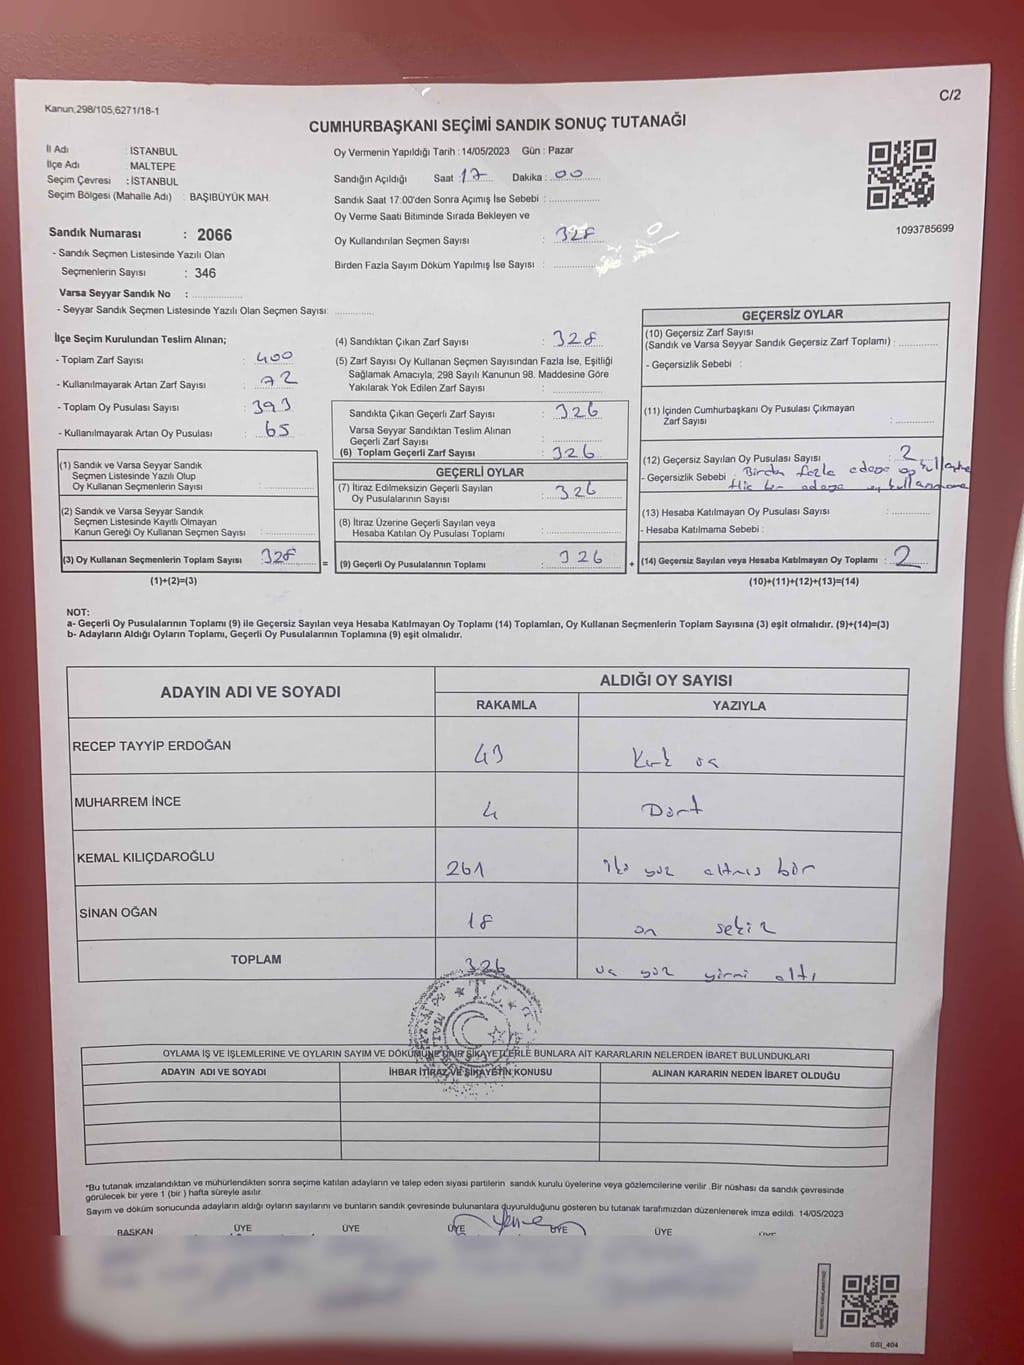 Kanun;298/105,6271/18-1
C/2
CUMHURBAŞKANI SEÇİMİ SANDIK SONUÇ TUTANAĞI
İl Adı : İSTANBUL
İlçe Adı : MALTEPE
Seçim Çevresi : İSTANBUL
Seçim Bölgesi (Mahalle Adı) : BAŞIBÜYÜK MAH.
Sandık Numarası : 2066
- Sandık Seçmen Listesinde Yazılı Olan
Seçmenlerin Sayısı : 346
Varsa Seyyar Sandık No :
- Seyyar Sandık Seçmen Listesinde Yazılı Olan Seçmen Sayısı:
Oy Vermenin Yapıldığı Tarih : 14/05/2023 Gün : Pazar
Sandığın Açıldığı Saat : 17 Dakika : 00
Sandık Saat 17:00'den Sonra Açımış İse Sebebi :
Oy Verme Saati Bitiminde Sırada Bekleyen ve
Oy Kullandırılan Seçmen Sayısı : 328
Birden Fazla Sayım Döküm Yapılmış İse Sayısı :
1093785699
İlçe Seçim Kurulundan Teslim Alınan;
- Toplam Zarf Sayısı : 400
- Kullanılmayarak Artan Zarf Sayısı : 72
- Toplam Oy Pusulası Sayısı : 393
- Kullanılmayarak Artan Oy Pusulası : 65
(1) Sandık ve Varsa Seyyar Sandık
Seçmen Listesinde Yazılı Olup
Oy Kullanan Seçmenlerin Sayısı :
(2) Sandık ve Varsa Seyyar Sandık
Seçmen Listesinde Kayıtlı Olmayan
Kanun Gereği Oy Kullanan Seçmen Sayısı :
(3) Oy Kullanan Seçmenlerin Toplam Sayısı 328
(1)+(2)=(3)
(4) Sandıktan Çıkan Zarf Sayısı : 328
(5) Zarf Sayısı Oy Kullanan Seçmen Sayısından Fazla İse, Eşitliği
Sağlamak Amacıyla; 298 Sayılı Kanunun 98. Maddesine Göre
Yakılarak Yok Edilen Zarf Sayısı :
Sandıkta Çıkan Geçerli Zarf Sayısı : 326
Varsa Seyyar Sandıktan Teslim Alınan
Geçerli Zarf Sayısı :
(6) Toplam Geçerli Zarf Sayısı : 326
GEÇERLİ OYLAR
(7) İtiraz Edilmeksizin Geçerli Sayılan
Oy Pusulalarının Sayısı : 326
(8) İtiraz Üzerine Geçerli Sayılan veya
Hesaba Katılan Oy Pusulası Toplamı :
= (9) Geçerli Oy Pusulalarının Toplamı : 326 +
GEÇERSİZ OYLAR
(10) Geçersiz Zarf Sayısı
(Sandık ve Varsa Seyyar Sandık Geçersiz Zarf Toplamı) :
- Geçersizlik Sebebi :
(11) İçinden Cumhurbaşkanı Oy Pusulası Çıkmayan
Zarf Sayısı :
(12) Geçersiz Sayılan Oy Pusulası Sayısı : 2
- Geçersizlik Sebebi : Birden fazla adaya oy
Hiç bir adaya oy
(13) Hesaba Katılmayan Oy Pusulası Sayısı :
- Hesaba Katılmama Sebebi :
(14) Geçersiz Sayılan veya Hesaba Katılmayan Oy Toplamı : 2
(10)+(11)+(12)+(13)=(14)
NOT:
a- Geçerli Oy Pusulalarının Toplamı (9) ile Geçersiz Sayılan veya Hesaba Katılmayan Oy Toplamı (14) Toplamları, Oy Kullanan Seçmenlerin Toplam Sayısına (3) eşit olmalıdır. (9)+(14)=(3)
b- Adayların Aldığı Oyların Toplamı, Geçerli Oy Pusulalarının Toplamına (9) eşit olmalıdır.
ADAYIN ADI VE SOYADI ALDIĞI OY SAYISI
RAKAMLA YAZIYLA
RECEP TAYYİP ERDOĞAN 43 Kırk üç
MUHARREM İNCE 4 Dört
KEMAL KILIÇDAROĞLU 261 iki yüz altmış bir
SİNAN OĞAN 18 on sekiz
TOPLAM 326 üç yüz yirmi altı
T.C.
OYLAMA İŞ VE İŞLEMLERİNE VE OYLARIN SAYIM VE DÖKÜMÜNE DAİR ŞİKAYETLERLE BUNLARA AİT KARARLARIN NELERDEN İBARET BULUNDUKLARI
ADAYIN ADI VE SOYADI İHBAR İTİRAZ VE ŞİKAYETİN KONUSU ALINAN KARARIN NEDEN İBARET OLDUĞU
*Bu tutanak imzalandıktan ve mühürlendikten sonra seçime katılan adayların ve talep eden siyasi partilerin sandık kurulu üyelerine veya gözlemcilerine verilir .Bir nüshası da sandık çevresinde
görülecek bir yere 1 (bir ) hafta süreyle asılır.
Sayım ve döküm sonucunda adayların aldığı oyların sayılarını ve bunların sandık çevresinde bulunanlara duyurulduğunu gösteren bu tutanak tarafımızdan düzenlenerek imza edildi. 14/05/2023
BAŞKAN ÜYE ÜYE ÜYE ÜYE ÜYE ÜYE
SSI_404